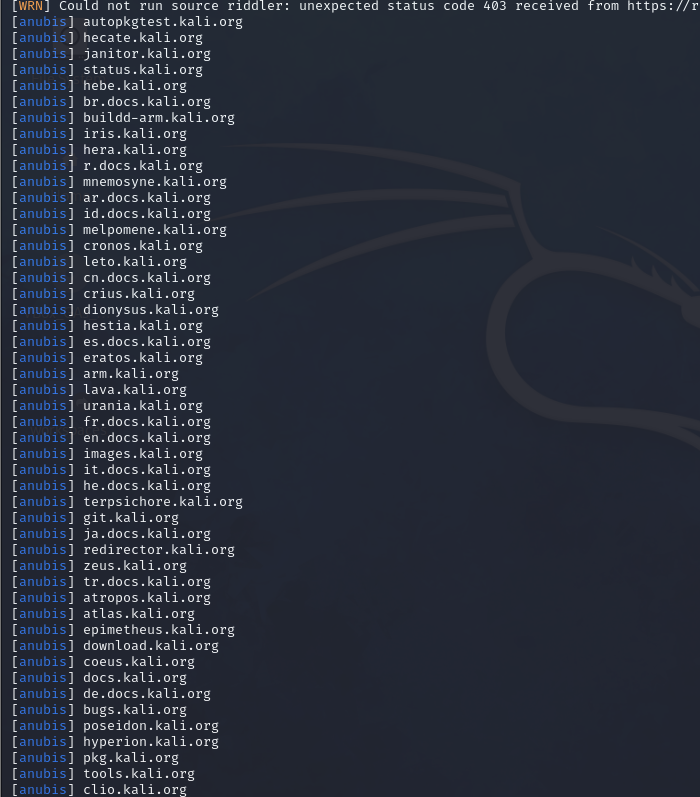 [WRN] Could not run source riddler: unexpected status code 403 received from https://r
[anubis] autopkgtest.kali.org
[anubis] hecate.kali.org
[anubis] janitor.kali.org
[anubis] status.kali.org
[anubis] hebe.kali.org
[anubis] br.docs.kali.org
[anubis] buildd-arm.kali.org
[anubis] iris.kali.org
[anubis] hera.kali.org
[anubis] r.docs.kali.org
[anubis] mnemosyne.kali.org
[anubis] ar.docs.kali.org
[anubis] id.docs.kali.org
[anubis] melpomene.kali.org
[anubis] cronos.kali.org
[anubis] leto.kali.org
[anubis] cn.docs.kali.org
[anubis] crius.kali.org
[anubis] dionysus.kali.org
[anubis] hestia.kali.org
[anubis] es.docs.kali.org
[anubis] eratos.kali.org
[anubis] arm.kali.org
[anubis] lava.kali.org
[anubis] urania.kali.org
[anubis] fr.docs.kali.org
[anubis] en.docs.kali.org
[anubis] images.kali.org
[anubis] it.docs.kali.org
[anubis] he.docs.kali.org
[anubis] terpsichore.kali.org
[anubis] git.kali.org
[anubis] ja.docs.kali.org
[anubis] redirector.kali.org
[anubis] zeus.kali.org
[anubis] tr.docs.kali.org
[anubis] atropos.kali.org
[anubis] atlas.kali.org
[anubis] epimetheus.kali.org
[anubis] download.kali.org
[anubis] coeus.kali.org
[anubis] docs.kali.org
[anubis] de.docs.kali.org
[anubis] bugs.kali.org
[anubis] poseidon.kali.org
[anubis] hyperion.kali.org
[anubis] pkg.kali.org
[anubis] tools.kali.org
[anubis] clio.kali.org